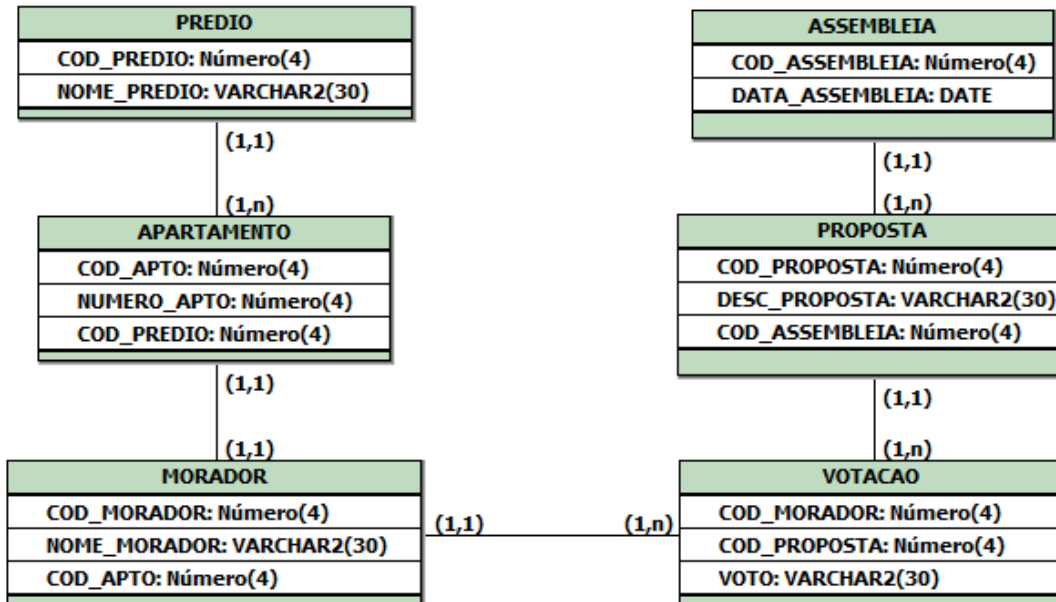 PREDIO
COD_PREDIO: Número(4)
NOME_PREDIO: VARCHAR2(30)
(1,1)
(1,n)
APARTAMENTO
COD_APTO: Número(4)
NUMERO_APTO: Número(4)
COD_PREDIO: Número(4)
(1,1)
(1,1)
MORADOR
COD_MORADOR: Número(4)
NOME_MORADOR: VARCHAR2(30)
COD_APTO: Número(4)
(1,1)
(1,n)
ASSEMBLEIA
COD_ASSEMBLEIA: Número(4)
DATA_ASSEMBLEIA: DATE
(1,1)
(1,n)
PROPOSTA
COD_PROPOSTA: Número(4)
DESC_PROPOSTA: VARCHAR2(30)
COD_ASSEMBLEIA: Número(4)
(1,1)
(1,n)
VOTACAO
COD_MORADOR: Número(4)
COD_PROPOSTA: Número(4)
VOTO: VARCHAR2(30)